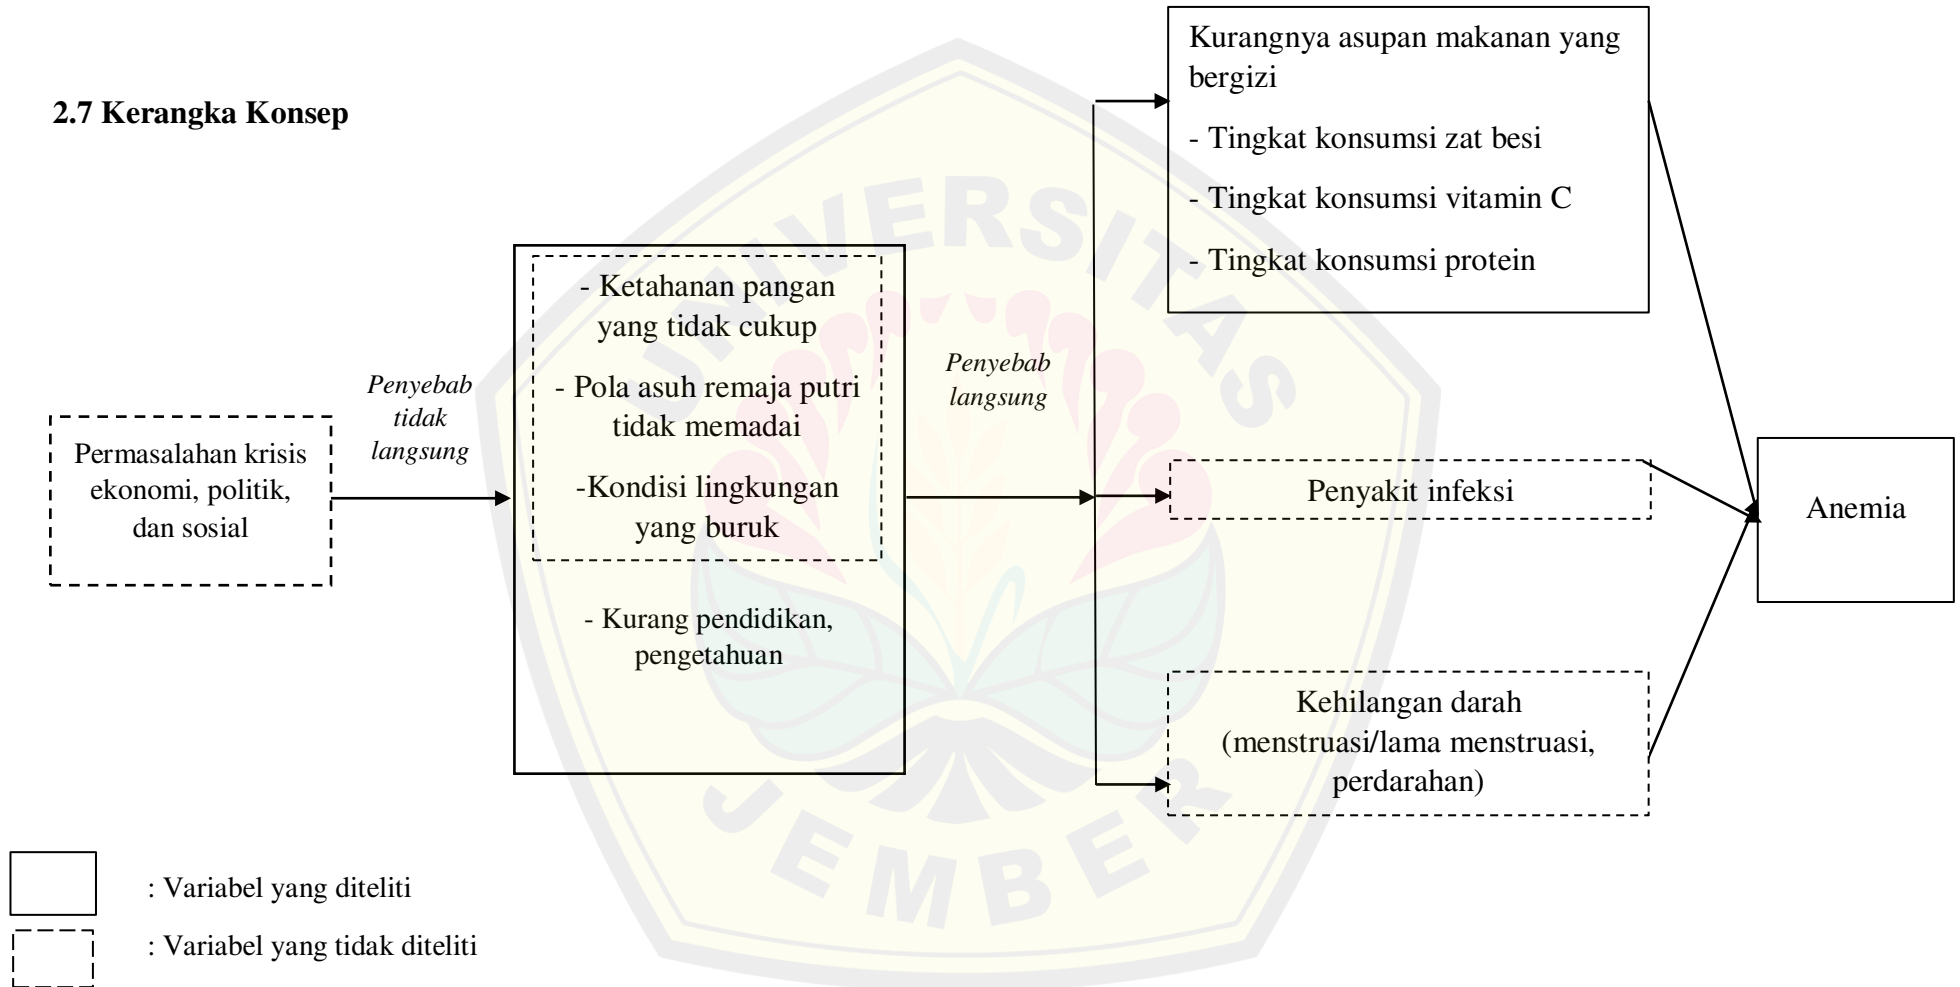 2.7 Kerangka Konsep
Permasalahan krisis
ekonomi, politik,
dan sosial
Penyebab
tidak
langsung
- Ketahanan pangan
yang tidak cukup
- Pola asuh remaja putri
tidak memadai
-Kondisi lingkungan
yang buruk
- Kurang pendidikan,
pengetahuan
Penyebab
langsung
Kurangnya asupan makanan yang
bergizi
- Tingkat konsumsi zat besi
- Tingkat konsumsi vitamin C
- Tingkat konsumsi protein
Penyakit infeksi
Kehilangan darah
(menstruasi/lama menstruasi,
perdarahan)
Anemia
: Variabel yang diteliti
: Variabel yang tidak diteliti
UNIVERSITAS
JEMBER